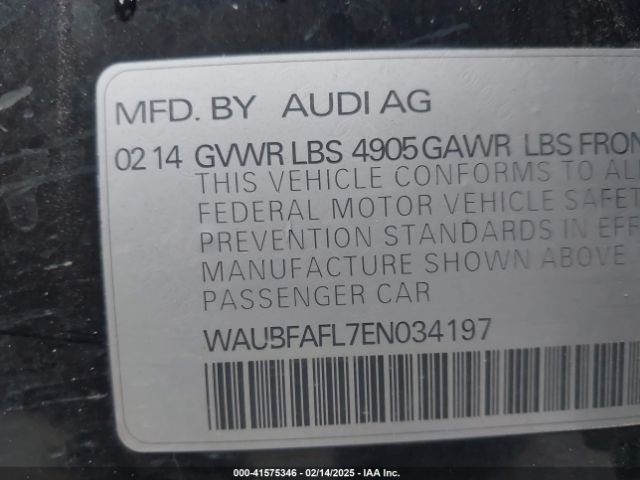 MFD. BY AUDI AG
02 14 GVWR LBS 4905 GAWR LBS FRON
THIS VEHICLE CONFORMS TO ALL
FEDERAL MOTOR VEHICLE SAFET
PREVENTION STANDARDS IN EFF
MANUFACTURE SHOWN ABOVE
PASSENGER CAR
WAUBFAFL7EN034197
000-41575346 - 02/14/2025 - IAA Inc.